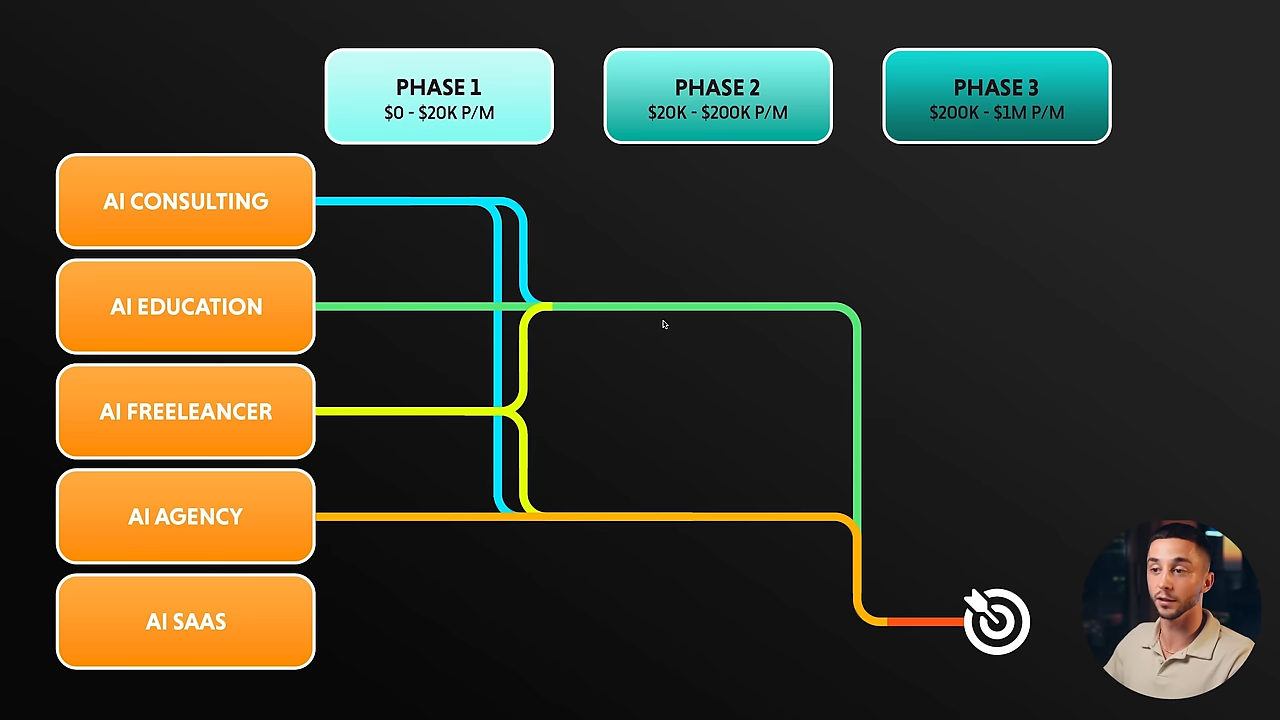 PHASE 1
$0 - $20K P/M
PHASE 2
$20K - $200K P/M
PHASE 3
$200K - $1M P/M
AI CONSULTING
AI EDUCATION
AI FREELEANCER
AI AGENCY
AI SAAS